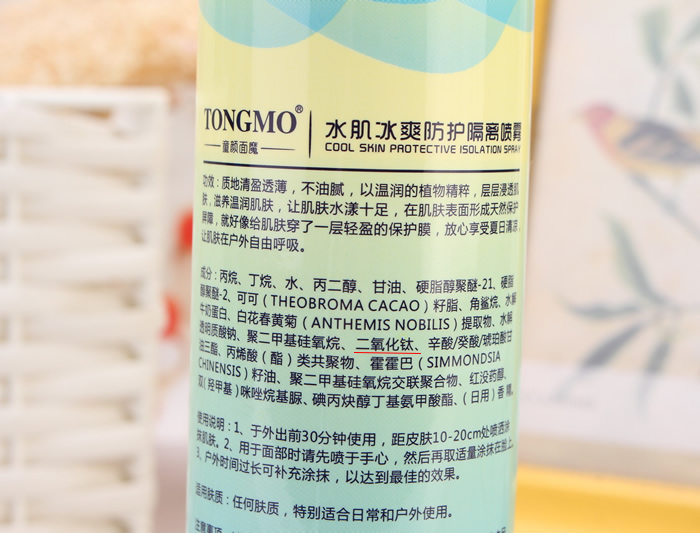 TONGMO®
童颜面魔
水肌冰爽防护隔离喷雾
COOL SKIN PROTECTIVE ISOLATION SPRAY
功效：质地清盈透薄，不油腻，以温润的植物精粹，层层浸透肌
肤，滋养温润肌肤，让肌肤水漾十足，在肌肤表面形成天然保护
屏障，就好像给肌肤穿了一层轻盈的保护膜，放心享受夏日清凉，
让肌肤在户外自由呼吸。
成分：丙烷、丁烷、水、丙二醇、甘油、硬脂醇聚醚-21、硬脂
醇聚醚-2、可可（THEOBROMA CACAO）籽脂、角鲨烷、水解
牛奶蛋白、白花春黄菊（ANTHEMIS NOBILIS）提取物、水解
透明质酸钠、聚二甲基硅氧烷、二氧化钛、辛酸/癸酸/琥珀酸甘
油三酯、丙烯酸（酯）类共聚物、霍霍巴（SIMMONDSIA
CHINENSIS）籽油、聚二甲基硅氧烷交联聚合物、红没药醇、
双（羟甲基）咪唑烷基脲、碘丙炔醇丁基氨甲酸酯、（日用）香精。
使用说明：1、于外出前30分钟使用，距皮肤10-20cm处喷洒涂
抹肌肤。2、用于面部时请先喷于手心，然后再取适量涂抹在脸上。
3、户外时间过长可补充涂抹，以达到最佳的效果。
适用肤质：任何肤质，特别适合日常和户外使用。
注意事项：